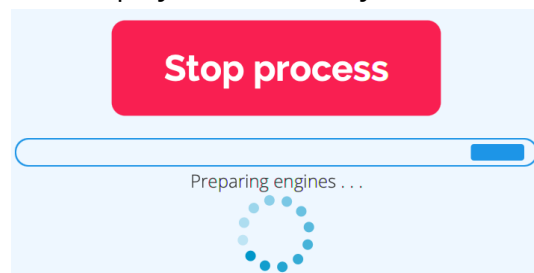 Stop process
Preparing engines . . .